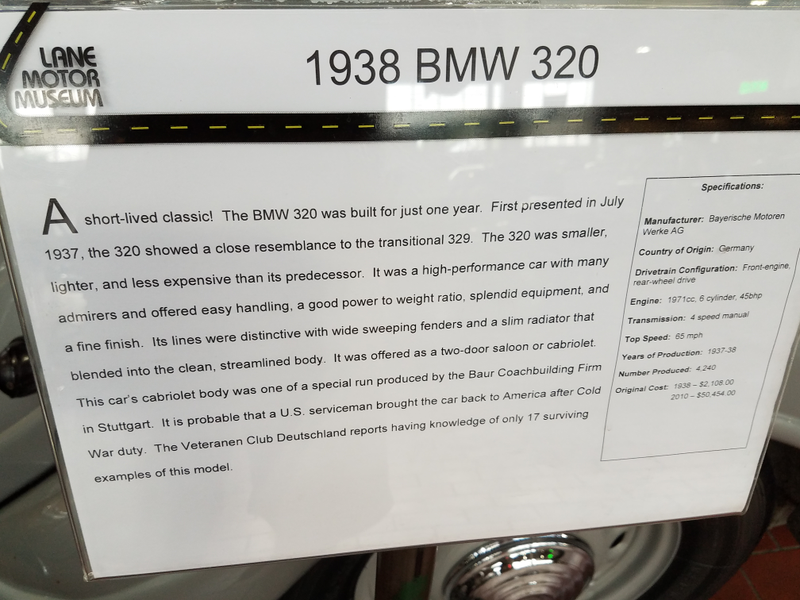 LANE
MOTOR
MUSEUM
1938 BMW 320
A short-lived classic! The BMW 320 was built for just one year. First presented in July
1937, the 320 showed a close resemblance to the transitional 329. The 320 was smaller,
lighter, and less expensive than its predecessor. It was a high-performance car with many
admirers and offered easy handling, a good power to weight ratio, splendid equipment, and
a fine finish. Its lines were distinctive with wide sweeping fenders and a slim radiator that
blended into the clean, streamlined body. It was offered as a two-door saloon or cabriolet.
This car's cabriolet body was one of a special run produced by the Baur Coachbuilding Firm
in Stuttgart. It is probable that a U.S. serviceman brought the car back to America after Cold
War duty. The Veteranen Club Deutschland reports having knowledge of only 17 surviving
examples of this model.
Specifications:
Manufacturer: Bayerische Motoren
Werke AG
Country of Origin: Germany
Drivetrain Configuration: Front-engine,
rear-wheel drive
Engine: 1971cc, 6 cylinder, 45bhp
Transmission: 4 speed manual
Top Speed: 65 mph
Years of Production: 1937-38
Number Produced: 4,240
Original Cost: 1938 – $2,108.00
2010 – $50,454.00